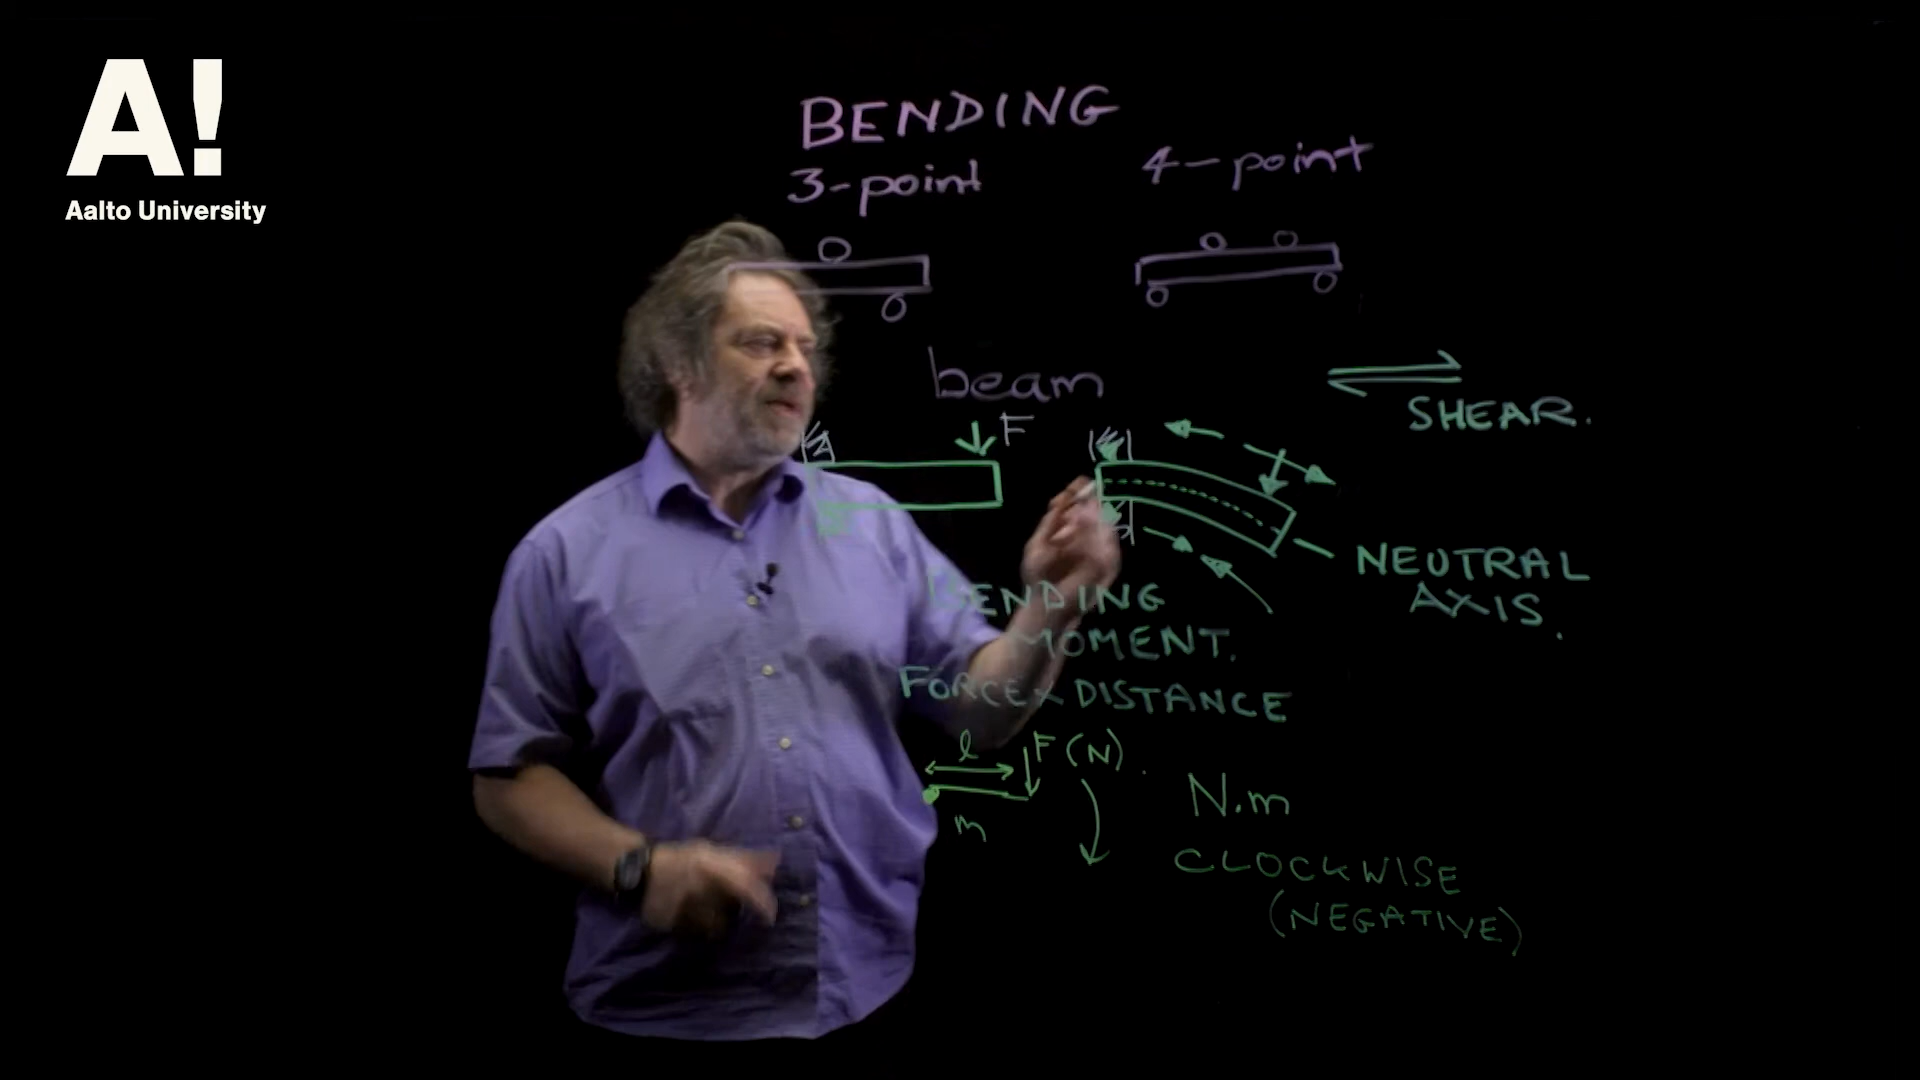 A!
Aalto University
BENDING
3-point
4-point
beam
F
SHEAR.
NEUTRAL
AXIS.
BENDING
MOMENT.
FORCE x DISTANCE
l
F (N).
m
N.m
CLOCKWISE
(NEGATIVE)